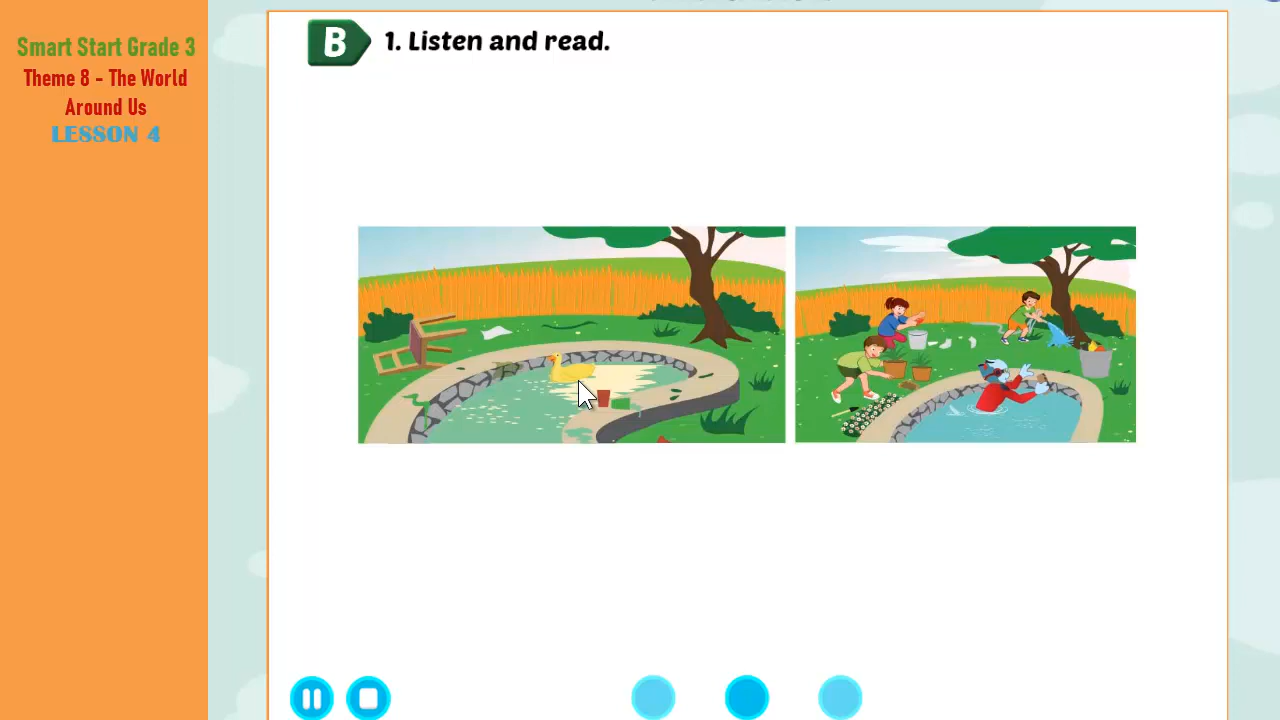 Smart Start Grade 3
Theme 8 - The World
Around Us
LESSON 4
B
1. Listen and read.